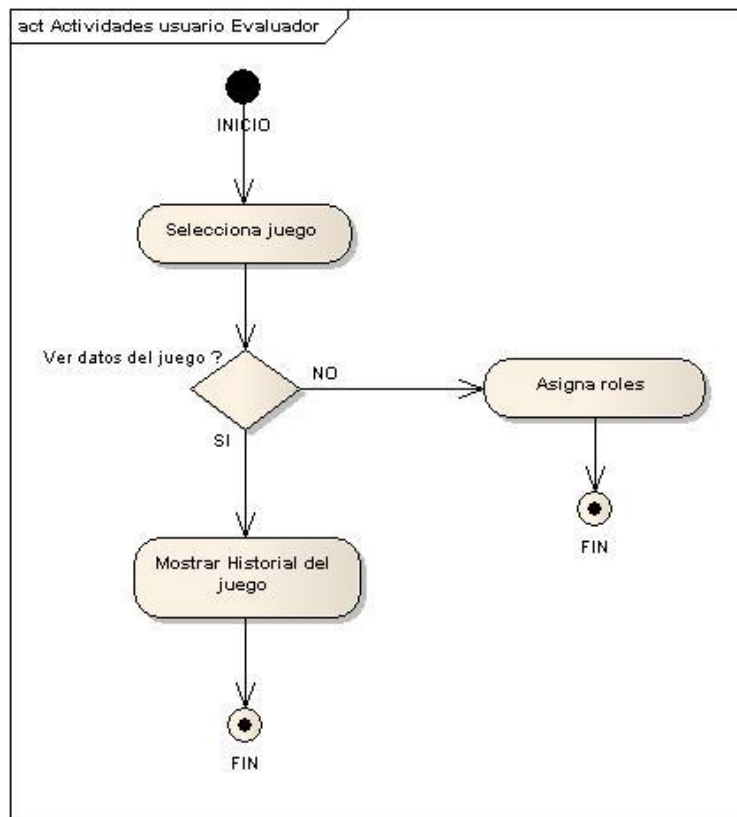 act Actividades usuario Evaluador
INICIO
Selecciona juego
Ver datos del juego ?
NO
Asigna roles
SI
FIN
Mostrar Historial del
juego
FIN